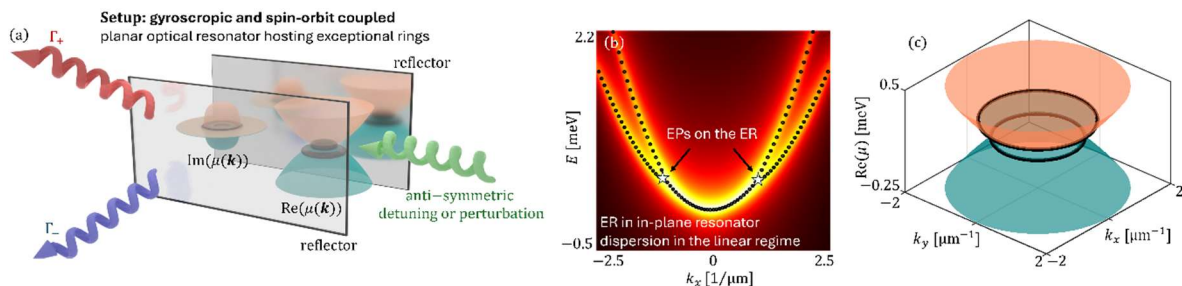 Setup: gyroscopic and spin-orbit coupled
planar optical resonator hosting exceptional rings
(a)
Γ₊
reflector
Im(μ(k))
Re(μ(k))
anti−symmetric
detuning or perturbation
Γ₋
reflector
(b)
2.2
E [meV]
−0.5
EPs on the ER
ER in in-plane resonator
dispersion in the linear regime
−2.5
0
2.5
kₓ [1/μm]
(c)
0.5
Re(μ) [meV]
−0.25
−2
k_y [μm⁻¹]
2
−2
kₓ [μm⁻¹]
2